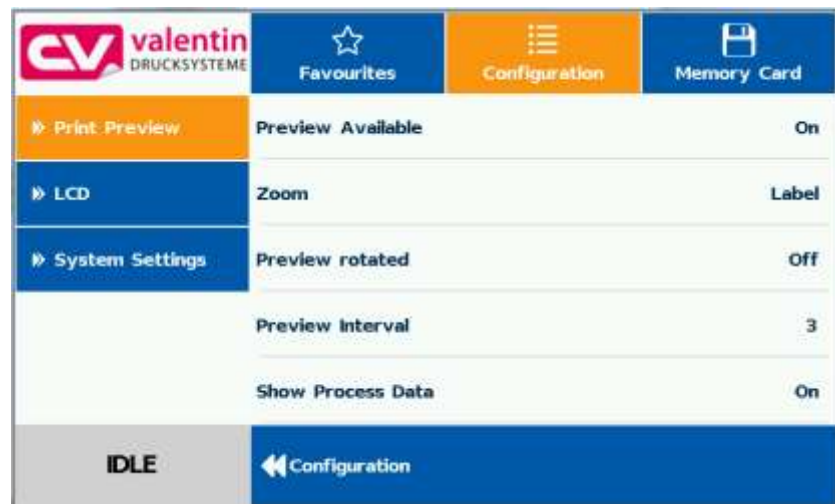 CV valentin
DRUCKSYSTEME
Favourites
Configuration
Memory Card
Print Preview
LCD
System Settings
Preview Available On
Zoom Label
Preview rotated Off
Preview Interval 3
Show Process Data On
IDLE
Configuration